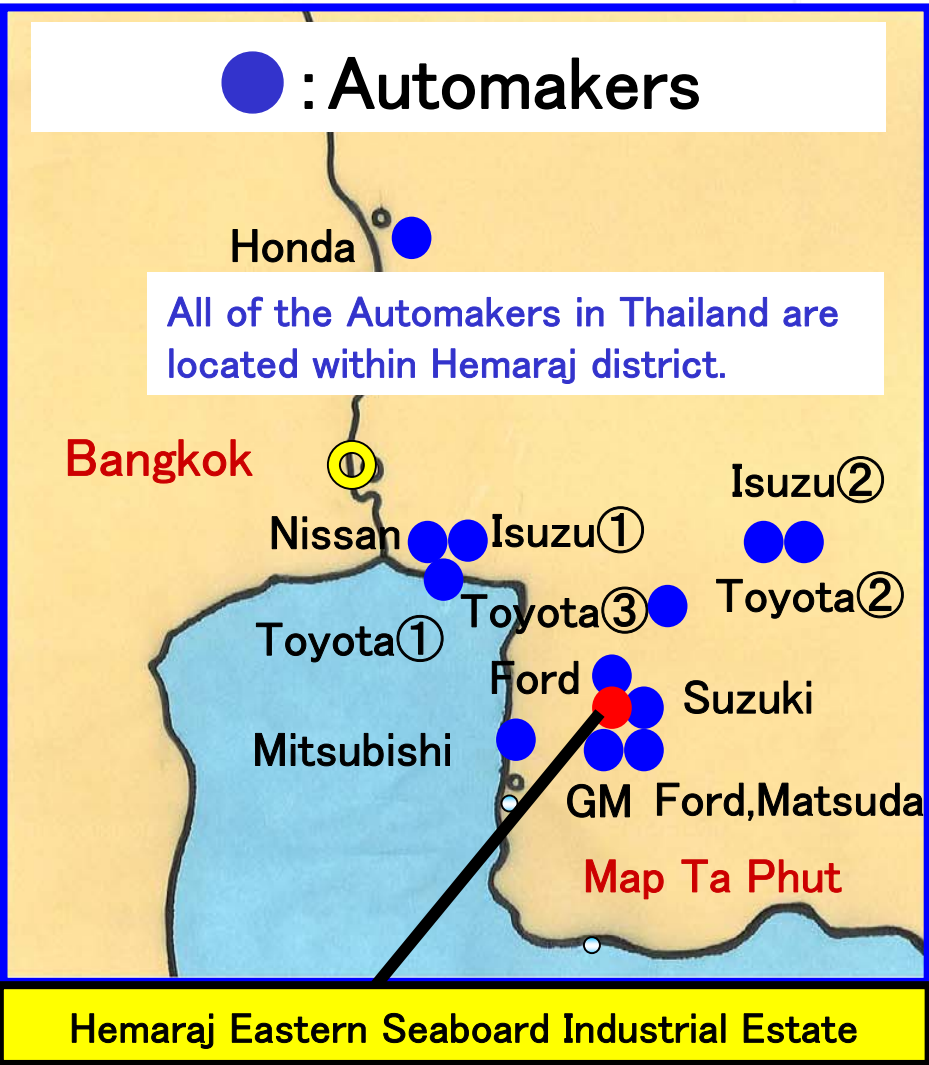 : Automakers
Honda
All of the Automakers in Thailand are
located within Hemaraj district.
Bangkok
Isuzu②
Nissan
Isuzu①
Toyota②
Toyota③
Toyota①
Ford
Suzuki
Mitsubishi
GM
Ford,Matsuda
Map Ta Phut
Hemaraj Eastern Seaboard Industrial Estate